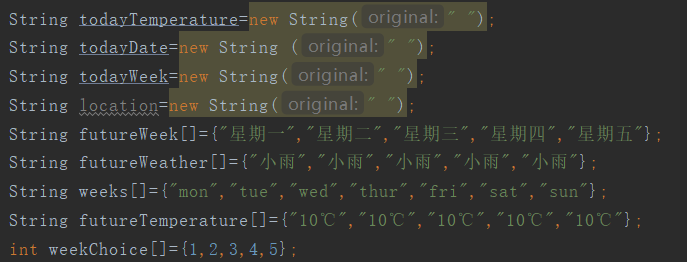 String todayTemperature=new String( original: " ");
String todayDate=new String ( original: " ");
String todayWeek=new String( original: " ");
String location=new String( original: " ");
String futureWeek[]={"星期一","星期二","星期三","星期四","星期五"};
String futureWeather[]={"小雨","小雨","小雨","小雨","小雨"};
String weeks[]={"mon","tue","wed","thur","fri","sat","sun"};
String futureTemperature[]={"10℃","10℃","10℃","10℃","10℃"};
int weekChoice[]={1,2,3,4,5};